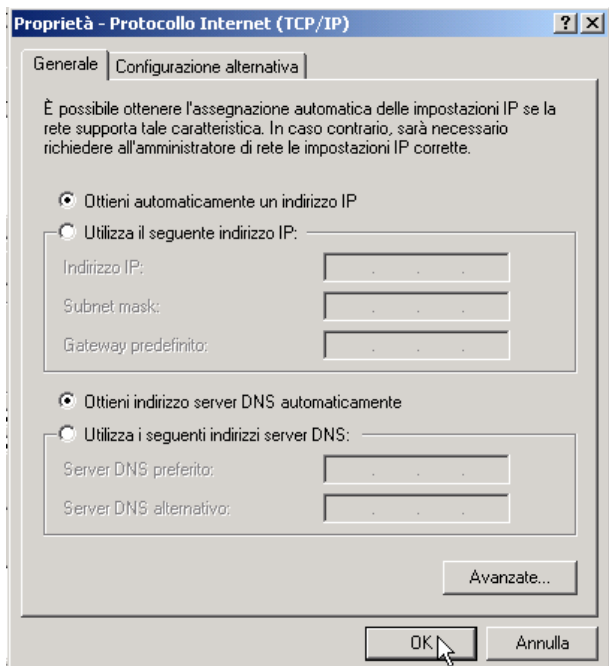 Proprietà - Protocollo Internet (TCP/IP)
Generale
Configurazione alternativa
È possibile ottenere l'assegnazione automatica delle impostazioni IP se la
rete supporta tale caratteristica. In caso contrario, sarà necessario
richiedere all'amministratore di rete le impostazioni IP corrette.
Ottieni automaticamente un indirizzo IP
Utilizza il seguente indirizzo IP:
Indirizzo IP:
Subnet mask:
Gateway predefinito:
Ottieni indirizzo server DNS automaticamente
Utilizza i seguenti indirizzi server DNS:
Server DNS preferito:
Server DNS alternativo:
Avanzate...
OK
Annulla